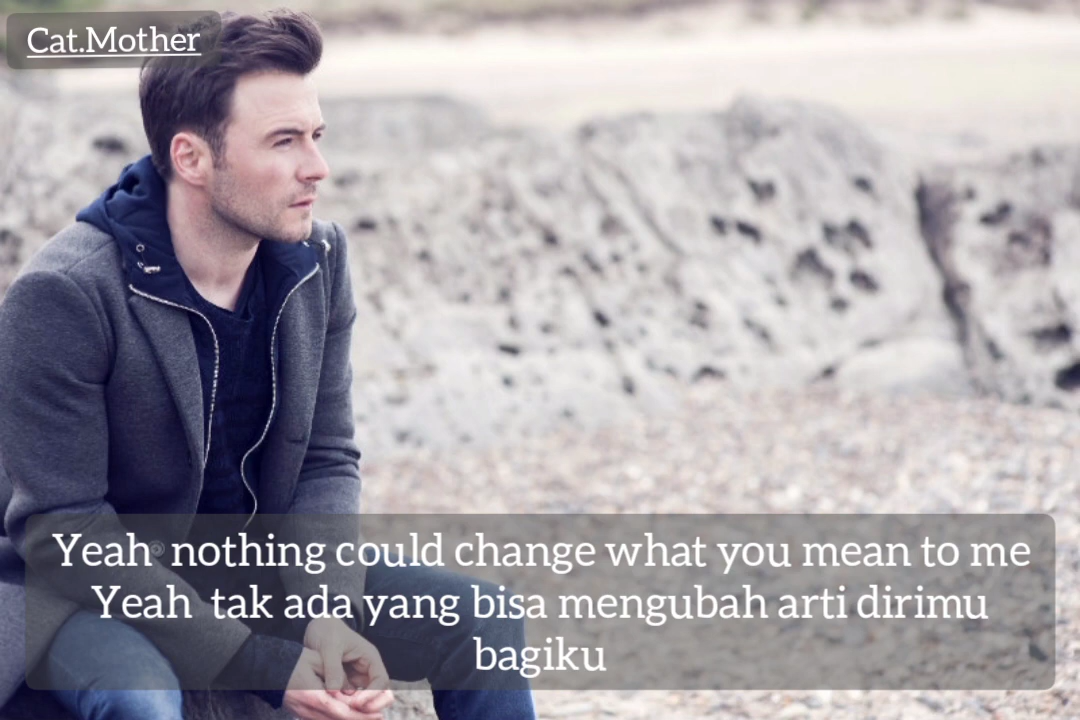 Cat.Mother
Yeah nothing could change what you mean to me
Yeah tak ada yang bisa mengubah arti dirimu
bagiku